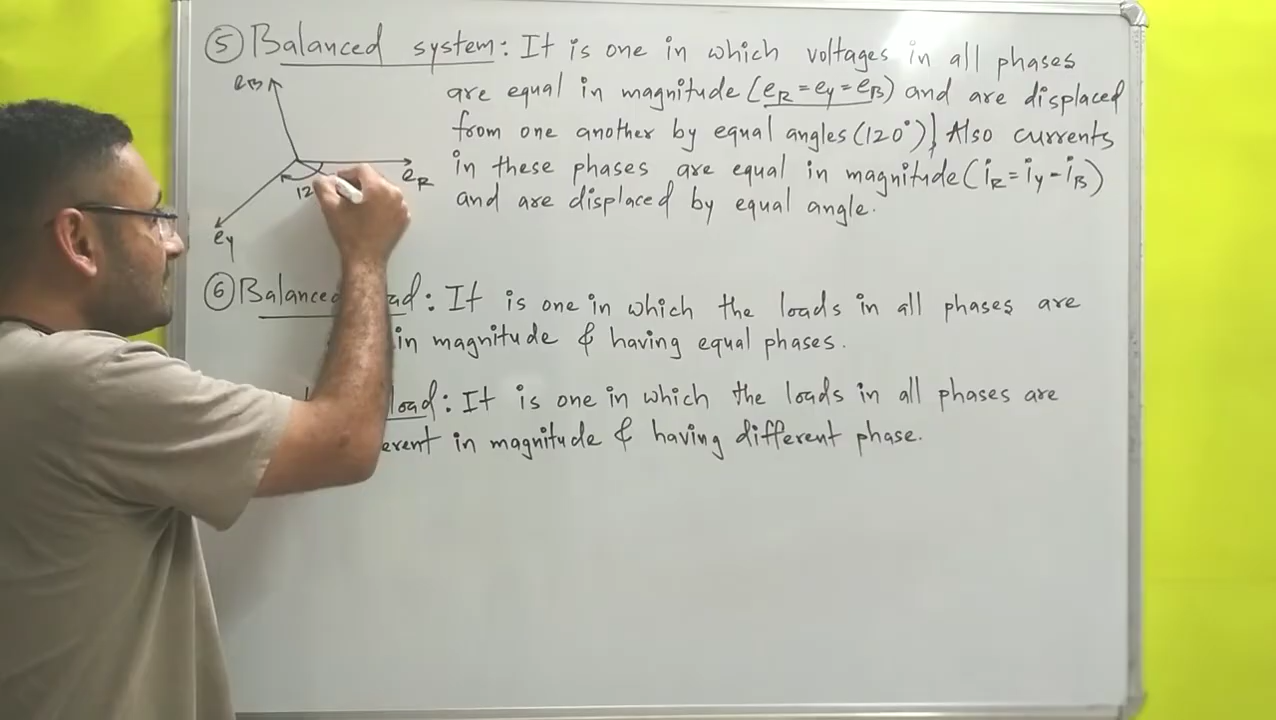 ⑤ Balanced system: It is one in which voltages in all phases
are equal in magnitude (eR = eY = eB) and are displaced
from one another by equal angles (120°). Also currents
in these phases are equal in magnitude (iR = iY - iB)
and are displaced by equal angle.
eB
eR
12
eY
⑥ Balanced ad: It is one in which the loads in all phases are
in magnitude & having equal phases.
load: It is one in which the loads in all phases are
erent in magnitude & having different phase.